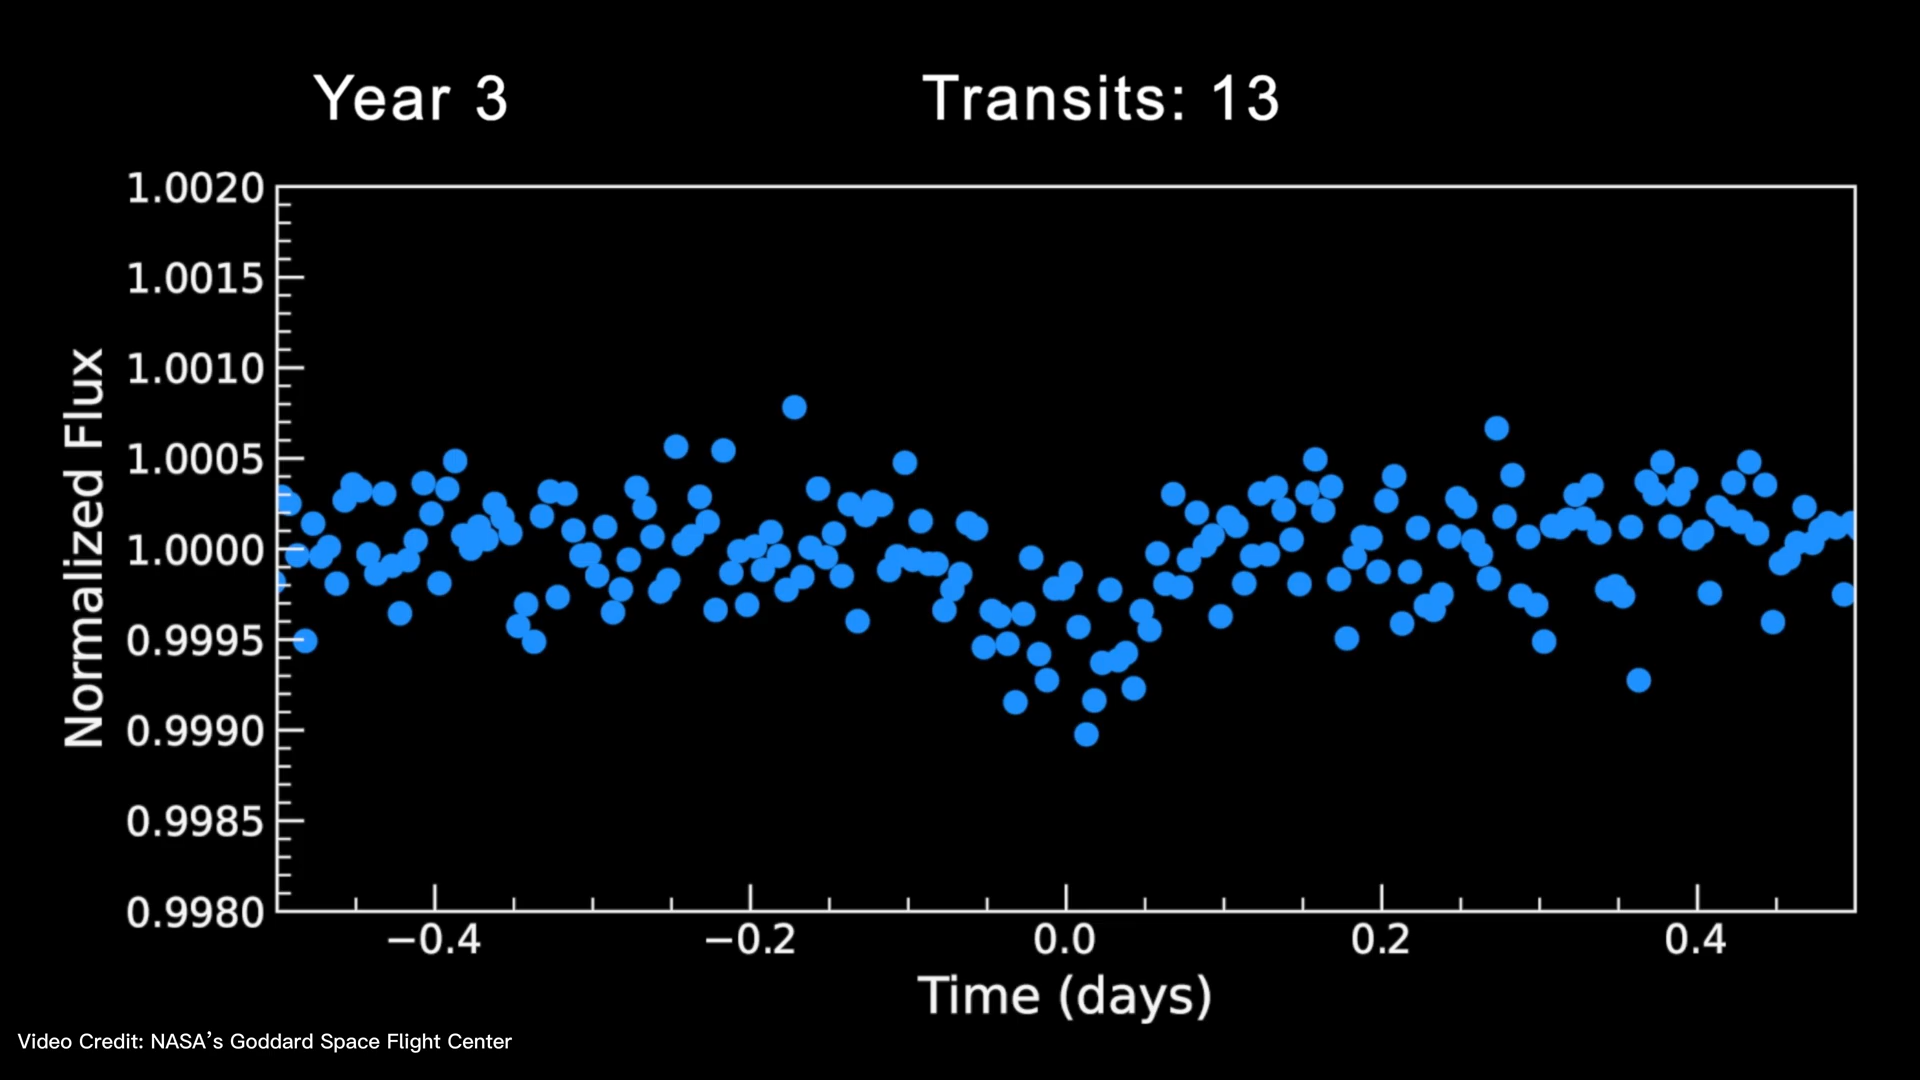 Year 3
Transits: 13
1.0020
1.0015
1.0010
1.0005
1.0000
0.9995
0.9990
0.9985
0.9980
Normalized Flux
−0.4
−0.2
0.0
0.2
0.4
Time (days)
Video Credit: NASA’s Goddard Space Flight Center